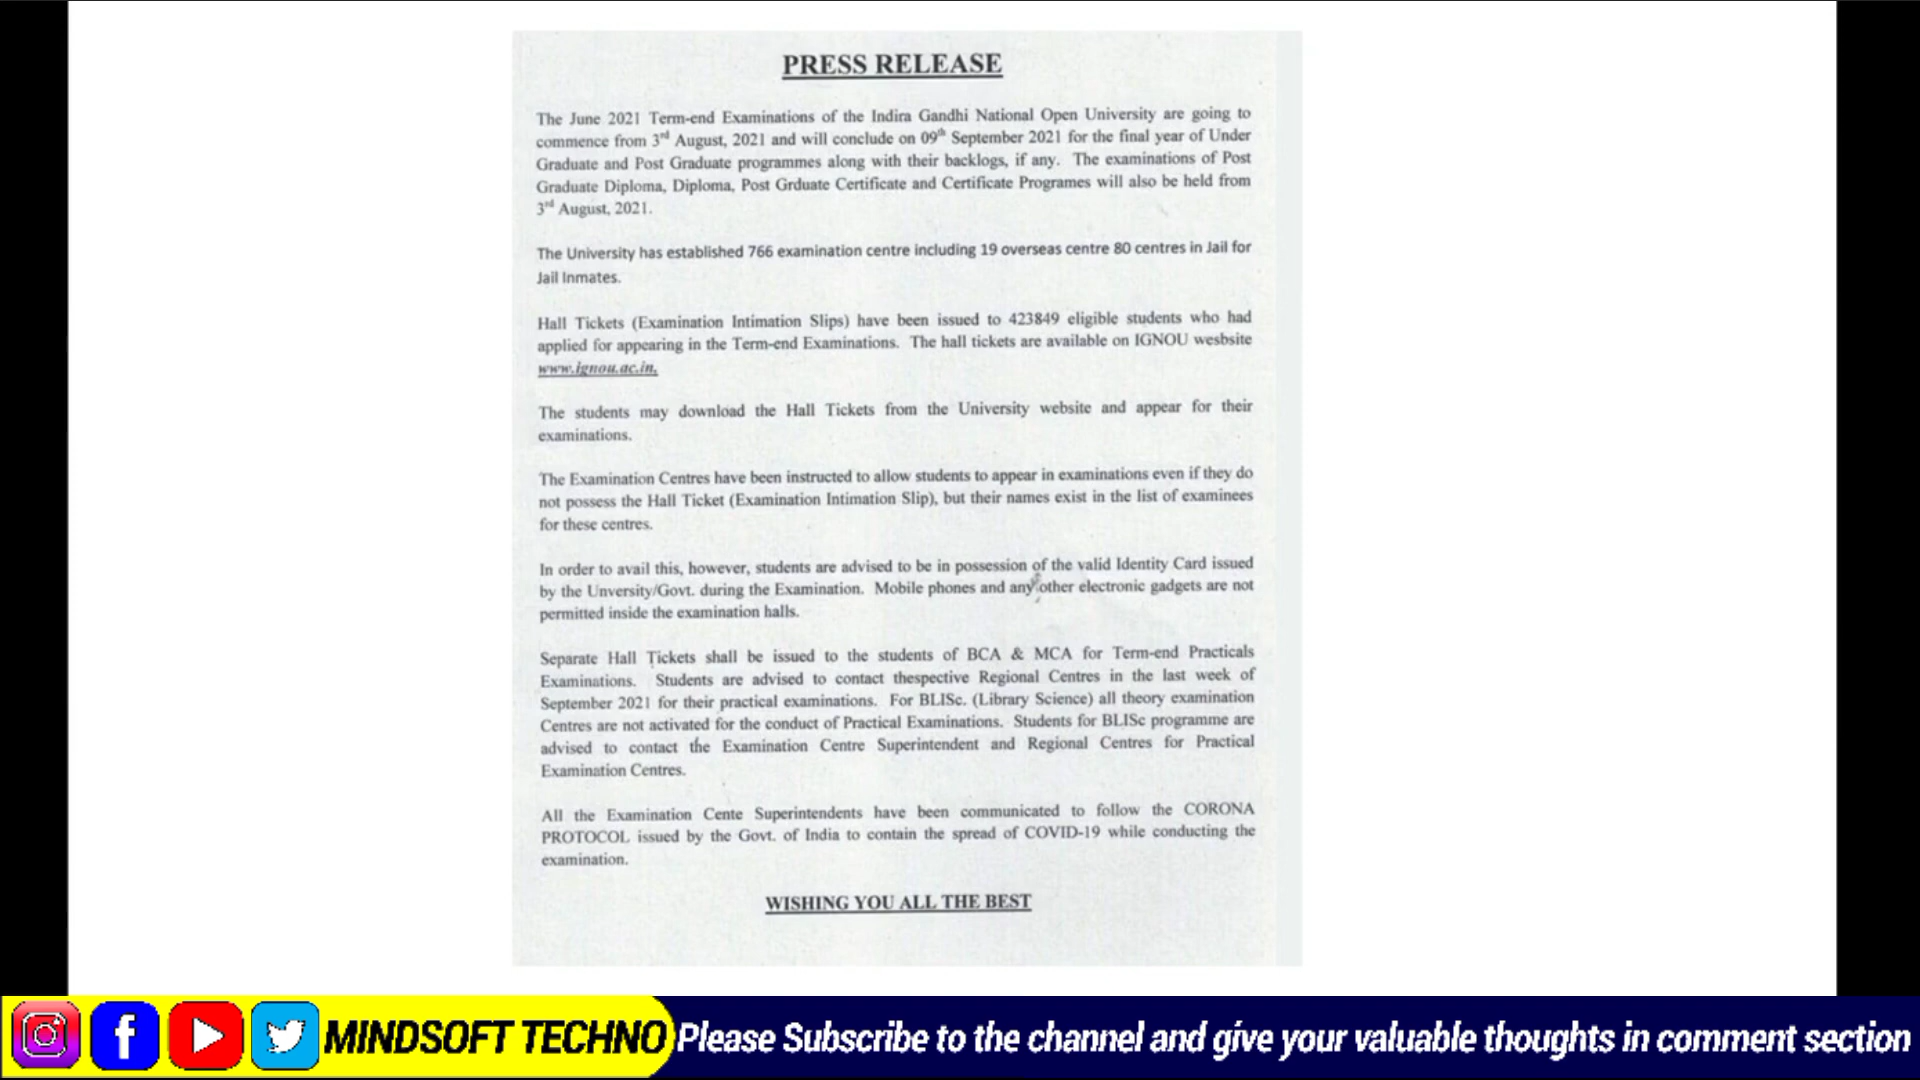 PRESS RELEASE
The June 2021 Term-end Examinations of the Indira Gandhi National Open University are going to
commence from 3rd August, 2021 and will conclude on 09th September 2021 for the final year of Under
Graduate and Post Graduate programmes along with their backlogs, if any. The examinations of Post
Graduate Diploma, Diploma, Post Grduate Certificate and Certificate Programes will also be held from
3rd August, 2021.
The University has established 766 examination centre including 19 overseas centre 80 centres in Jail for
Jail Inmates.
Hall Tickets (Examination Intimation Slips) have been issued to 423849 eligible students who had
applied for appearing in the Term-end Examinations. The hall tickets are available on IGNOU wesbsite
www.ignou.ac.in.
The students may download the Hall Tickets from the University website and appear for their
examinations.
The Examination Centres have been instructed to allow students to appear in examinations even if they do
not possess the Hall Ticket (Examination Intimation Slip), but their names exist in the list of examinees
for these centres.
In order to avail this, however, students are advised to be in possession of the valid Identity Card issued
by the Unversity/Govt. during the Examination. Mobile phones and any other electronic gadgets are not
permitted inside the examination halls.
Separate Hall Tickets shall be issued to the students of BCA & MCA for Term-end Practicals
Examinations. Students are advised to contact thespective Regional Centres in the last week of
September 2021 for their practical examinations. For BLISc. (Library Science) all theory examination
Centres are not activated for the conduct of Practical Examinations. Students for BLISc programme are
advised to contact the Examination Centre Superintendent and Regional Centres for Practical
Examination Centres.
All the Examination Cente Superintendents have been communicated to follow the CORONA
PROTOCOL issued by the Govt. of India to contain the spread of COVID-19 while conducting the
examination.
WISHING YOU ALL THE BEST
MINDSOFT TECHNO Please Subscribe to the channel and give your valuable thoughts in comment section